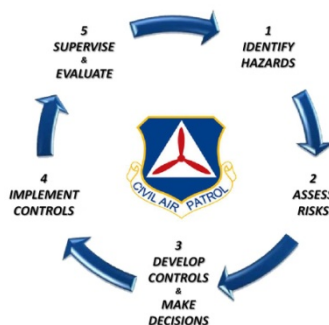 1
IDENTIFY
HAZARDS
2
ASSESS
RISKS
3
DEVELOP
CONTROLS
&
MAKE
DECISIONS
4
IMPLEMENT
CONTROLS
5
SUPERVISE
&
EVALUATE
CIVIL AIR PATROL